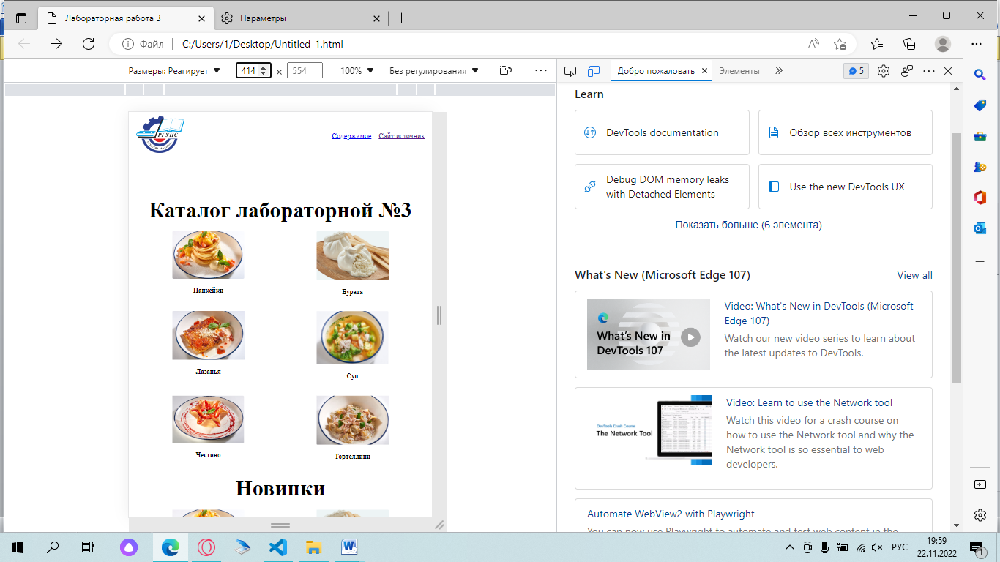 Лабораторная работа 3
Параметры
Файл
C:/Users/1/Desktop/Untitled-1.html
Размеры: Реагирует
414
×
554
100%
Без регулирования
Добро пожаловать
Элементы
5
РГУПС
Содержимое
Сайт источник
Каталог лабораторной №3
Панкейки
Бурата
Лазанья
Суп
Честино
Тортеллини
Новинки
Learn
DevTools documentation
Обзор всех инструментов
Debug DOM memory leaks
with Detached Elements
Use the new DevTools UX
Показать больше (6 элемента)...
What's New (Microsoft Edge 107)
View all
What's New in
DevTools 107
Video: What's New in DevTools (Microsoft
Edge 107)
Watch our new video series to learn about
the latest updates to DevTools.
DevTools Crash Course
The Network Tool
Video: Learn to use the Network tool
Watch this video for a crash course on
how to use the Network tool and why the
Network tool is so essential to web
developers.
Automate WebView2 with Playwright
You can now use Playwright to automate and test web content in the
РУС
19:59
22.11.2022
1